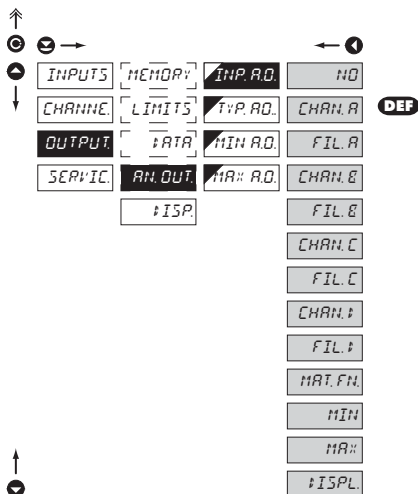 INPUTS MEMORY INP. A.O. NO
CHANNE. LIMITS TYP. AO. CHAN. A DEF
OUTPUT. DATA MIN A.O. FIL. A
SERVIC. AN. OUT. MAX A.O. CHAN. B
DISP. FIL. B
CHAN. C
FIL. C
CHAN. D
FIL. D
MAT. FN.
MIN
MAX
DISPL.